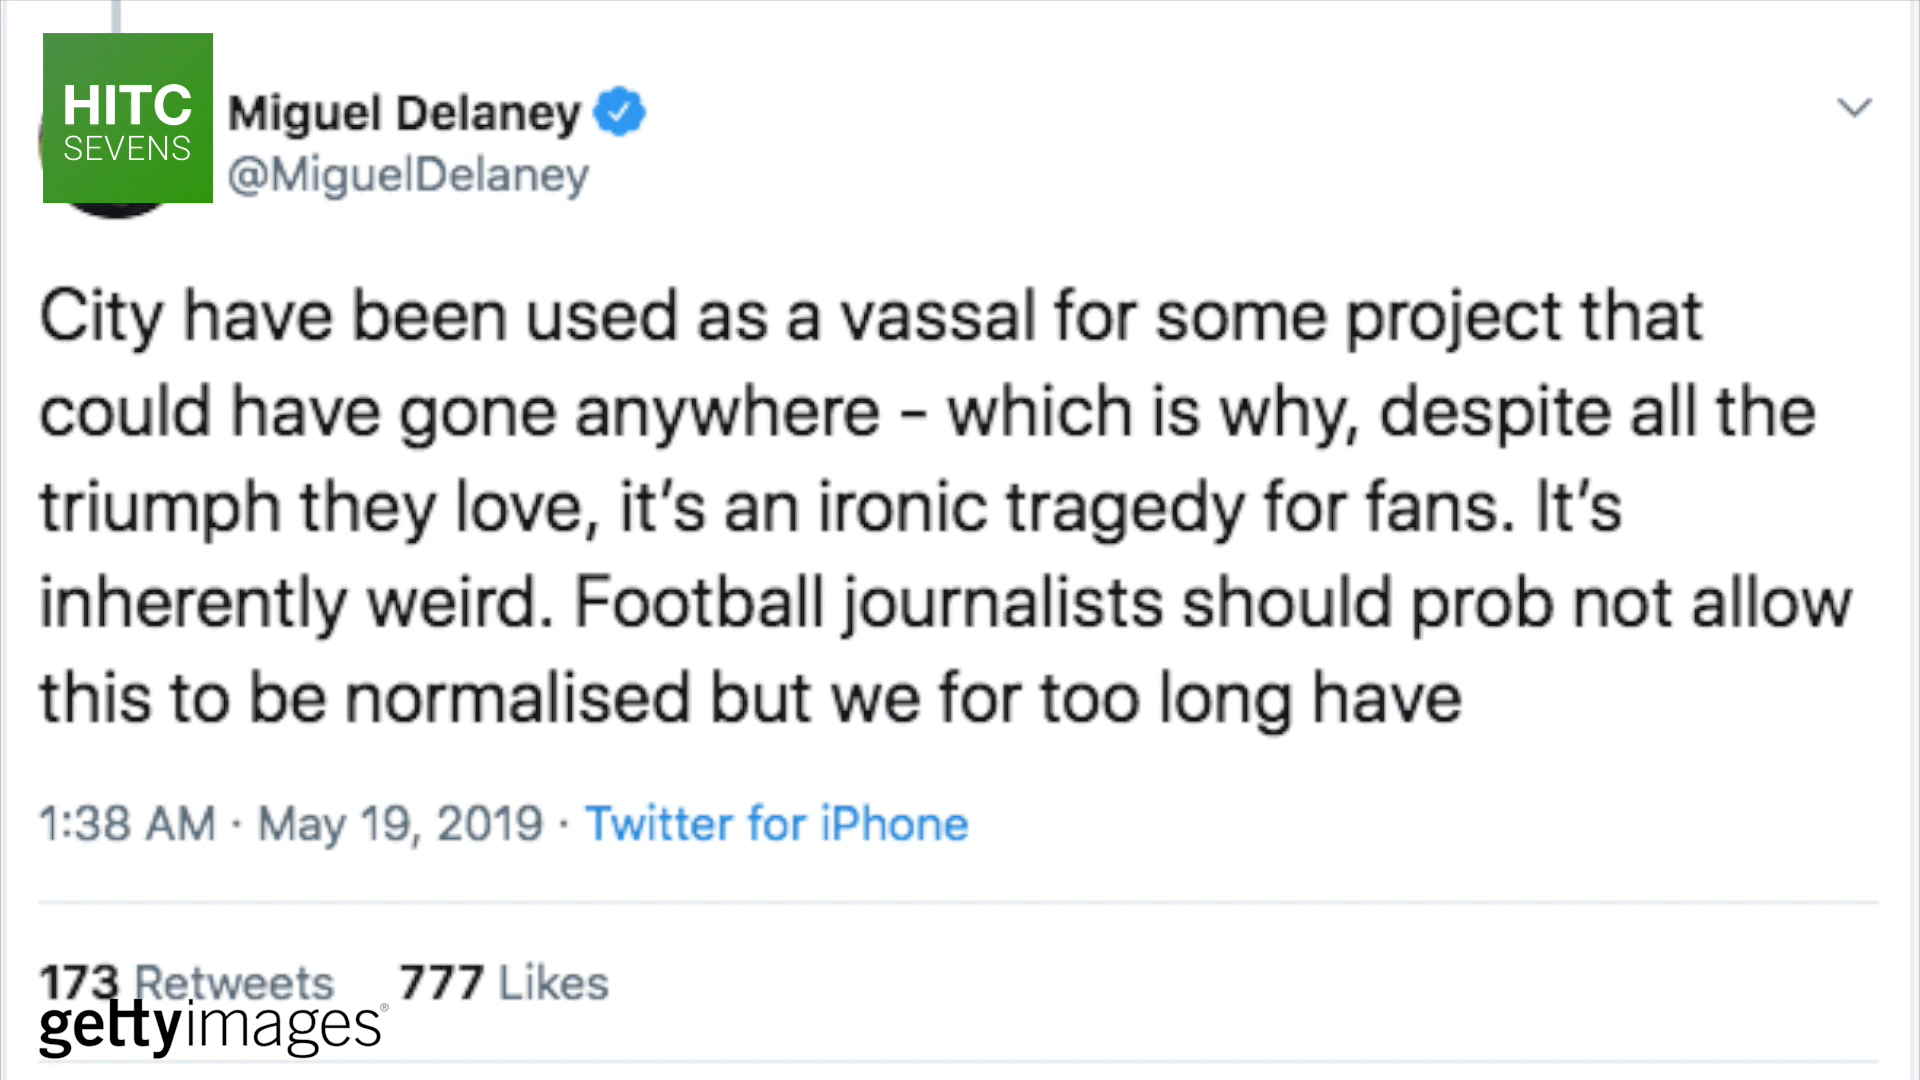 HITC
SEVENS
Miguel Delaney
@MiguelDelaney
City have been used as a vassal for some project that
could have gone anywhere - which is why, despite all the
triumph they love, it's an ironic tragedy for fans. It's
inherently weird. Football journalists should prob not allow
this to be normalised but we for too long have
1:38 AM · May 19, 2019 · Twitter for iPhone
173 Retweets 777 Likes
gettyimages®